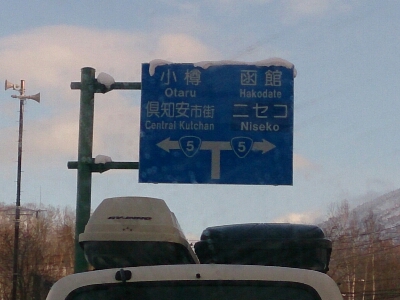 小樽 函館
Otaru Hakodate
倶知安市街 ニセコ
Central Kutchan Niseko
5 5